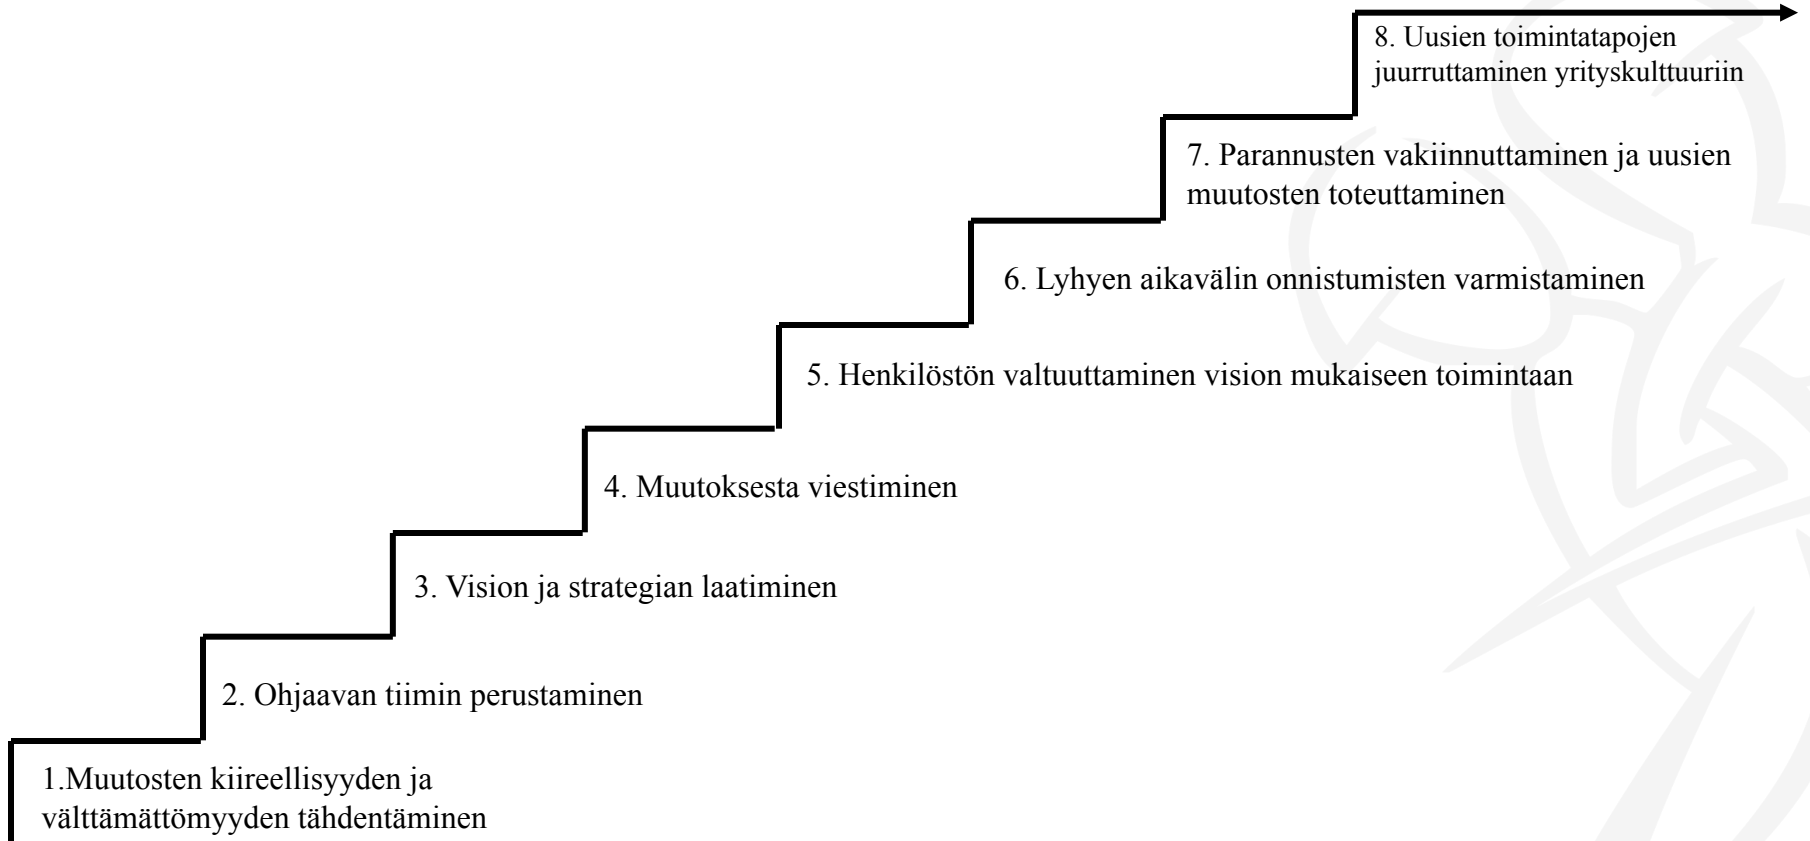 8. Uusien toimintatapojen
juurruttaminen yrityskulttuuriin
7. Parannusten vakiinnuttaminen ja uusien
muutosten toteuttaminen
6. Lyhyen aikavälin onnistumisten varmistaminen
5. Henkilöstön valtuuttaminen vision mukaiseen toimintaan
4. Muutoksesta viestiminen
3. Vision ja strategian laatiminen
2. Ohjaavan tiimin perustaminen
1.Muutosten kiireellisyyden ja
välttämättömyyden tähdentäminen